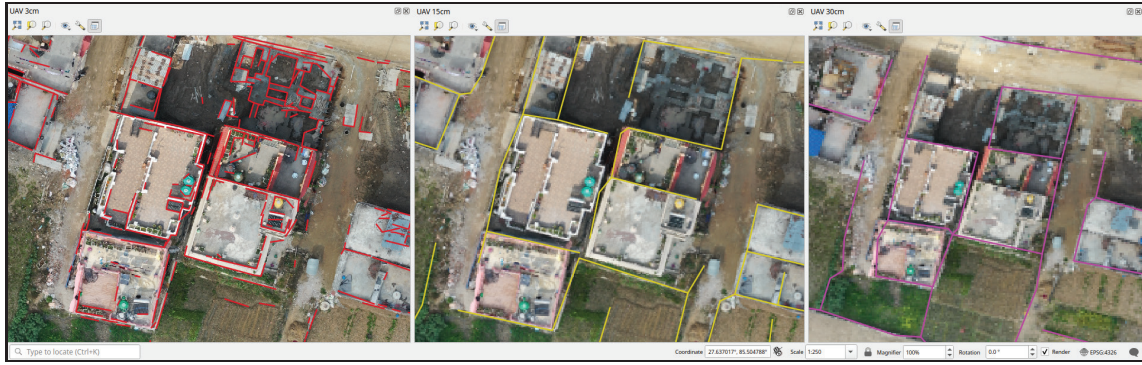 UAV 3cm
UAV 15cm
UAV 30cm
Type to locate (Ctrl+K)
Coordinate 27.637017°, 85.504788° Scale 1:250 Magnifier 100% Rotation 0.0° Render EPSG:4326